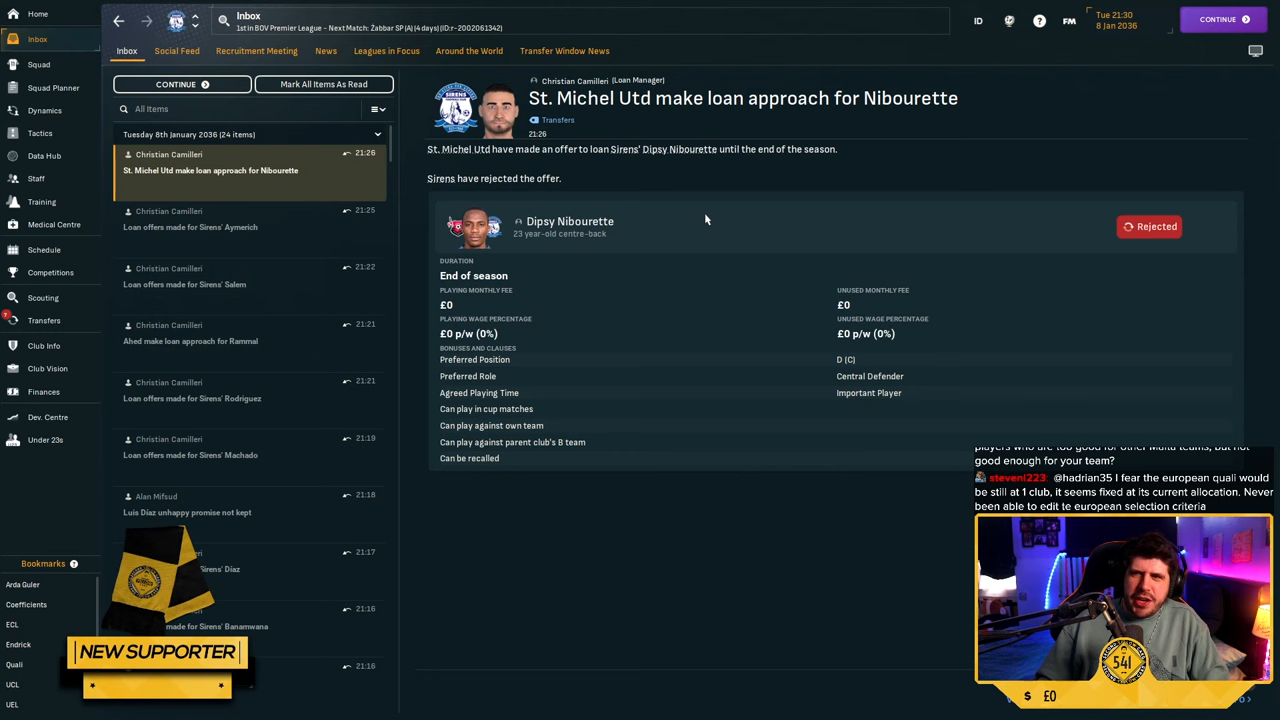 Home
Inbox
Squad
Squad Planner
Dynamics
Tactics
Data Hub
Staff
Training
Medical Centre
Schedule
Competitions
Scouting
7
Transfers
Club Info
Club Vision
Finances
Dev. Centre
Under 23s
Bookmarks ?
Arda Guler
Coefficients
ECL
Endrick
Quali
UCL
UEL
Inbox
1st in BOV Premier League - Next Match: Żabbar SP (A) (4 days) (ID:r-2002061342)
ID
?
FM
Tue 21:30
8 Jan 2036
CONTINUE
Inbox
Social Feed
Recruitment Meeting
News
Leagues in Focus
Around the World
Transfer Window News
CONTINUE
Mark All Items As Read
All Items
Tuesday 8th January 2036 (24 items)
Christian Camilleri
21:26
St. Michel Utd make loan approach for Nibourette
Christian Camilleri
21:25
Loan offers made for Sirens' Aymerich
Christian Camilleri
21:22
Loan offers made for Sirens' Salem
Christian Camilleri
21:21
Ahed make loan approach for Rammal
Christian Camilleri
21:21
Loan offers made for Sirens' Rodríguez
Christian Camilleri
21:19
Loan offers made for Sirens' Machado
Alan Mifsud
21:18
Luis Díaz unhappy promise not kept
21:17
Sirens' Díaz
21:16
made for Sirens' Banamwana
21:16
Christian Camilleri (Loan Manager)
St. Michel Utd make loan approach for Nibourette
Transfers
21:26
St. Michel Utd have made an offer to loan Sirens' Dipsy Nibourette until the end of the season.
Sirens have rejected the offer.
Dipsy Nibourette
23 year-old centre-back
Rejected
DURATION
End of season
PLAYING MONTHLY FEE
UNUSED MONTHLY FEE
£0
£0
PLAYING WAGE PERCENTAGE
UNUSED WAGE PERCENTAGE
£0 p/w (0%)
£0 p/w (0%)
BONUSES AND CLAUSES
Preferred Position
D (C)
Preferred Role
Central Defender
Agreed Playing Time
Important Player
Can play in cup matches
Can play against own team
Can play against parent club's B team
Can be recalled
players who are too good for other Malta teams, but not
good enough for your team?
stevenl223: @hadrian35 I fear the european quali would
be still at 1 club, it seems fixed at its current allocation. Never
been able to edit te european selection criteria
NEW SUPPORTER
541
$ £0